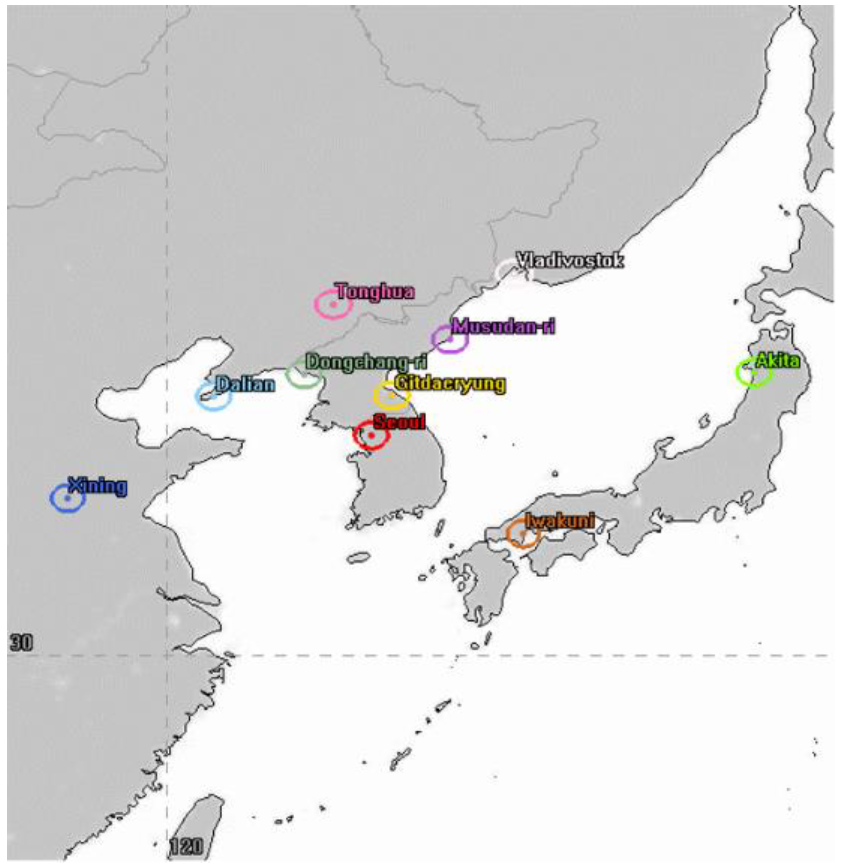 Vladivostok
Tonghua
Musudan-ri
Dongchang-ri
Akita
Dalian
Gitdaeryung
Seoul
Xining
Iwakuni
30
120